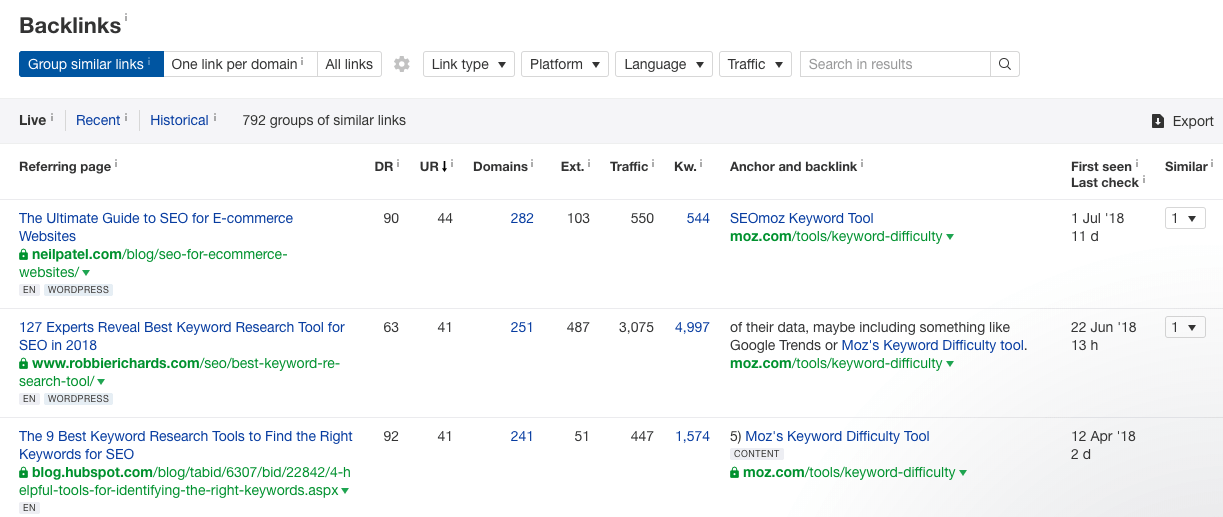 Backlinks i
Group similar links i One link per domain i All links Link type Platform Language Traffic Search in results
Live i Recent i Historical i 792 groups of similar links Export
Referring page i DR i UR i Domains i Ext. i Traffic i Kw. i Anchor and backlink i First seen i Similar i
Last check i
The Ultimate Guide to SEO for E-commerce 90 44 282 103 550 544 SEOmoz Keyword Tool 1 Jul '18 1
Websites moz.com/tools/keyword-difficulty 11 d
neilpatel.com/blog/seo-for-ecommerce-
websites/
EN WORDPRESS
127 Experts Reveal Best Keyword Research Tool for 63 41 251 487 3,075 4,997 of their data, maybe including something like 22 Jun '18 1
SEO in 2018 Google Trends or Moz's Keyword Difficulty tool. 13 h
www.robbierichards.com/seo/best-keyword-re- moz.com/tools/keyword-difficulty
search-tool/
EN WORDPRESS
The 9 Best Keyword Research Tools to Find the Right 92 41 241 51 447 1,574 5) Moz's Keyword Difficulty Tool 12 Apr '18
Keywords for SEO CONTENT 2 d
blog.hubspot.com/blog/tabid/6307/bid/22842/4-h moz.com/tools/keyword-difficulty
elpful-tools-for-identifying-the-right-keywords.aspx
EN